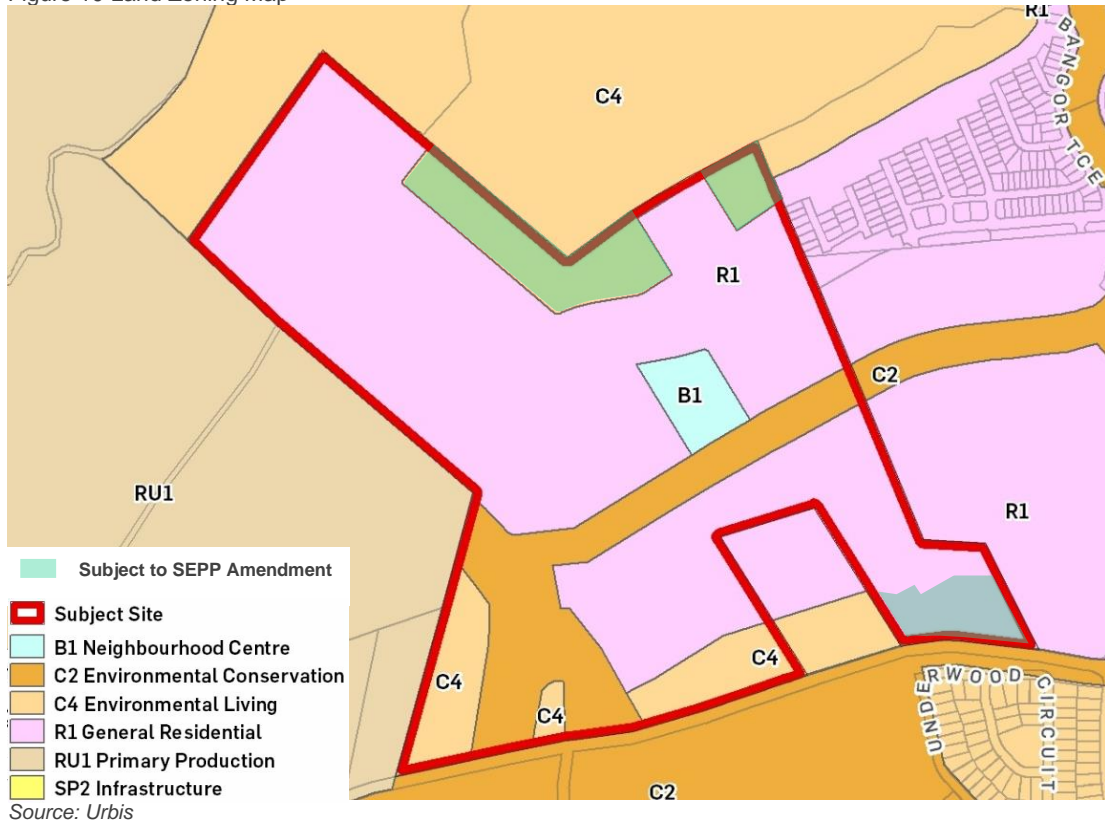 R1
BANGOR TCE
C4
R1
C2
B1
RU1
R1
C4
C4
C4
UNDERWOOD CIRCUIT
C2
Subject to SEPP Amendment
Subject Site
B1 Neighbourhood Centre
C2 Environmental Conservation
C4 Environmental Living
R1 General Residential
RU1 Primary Production
SP2 Infrastructure
Source: Urbis